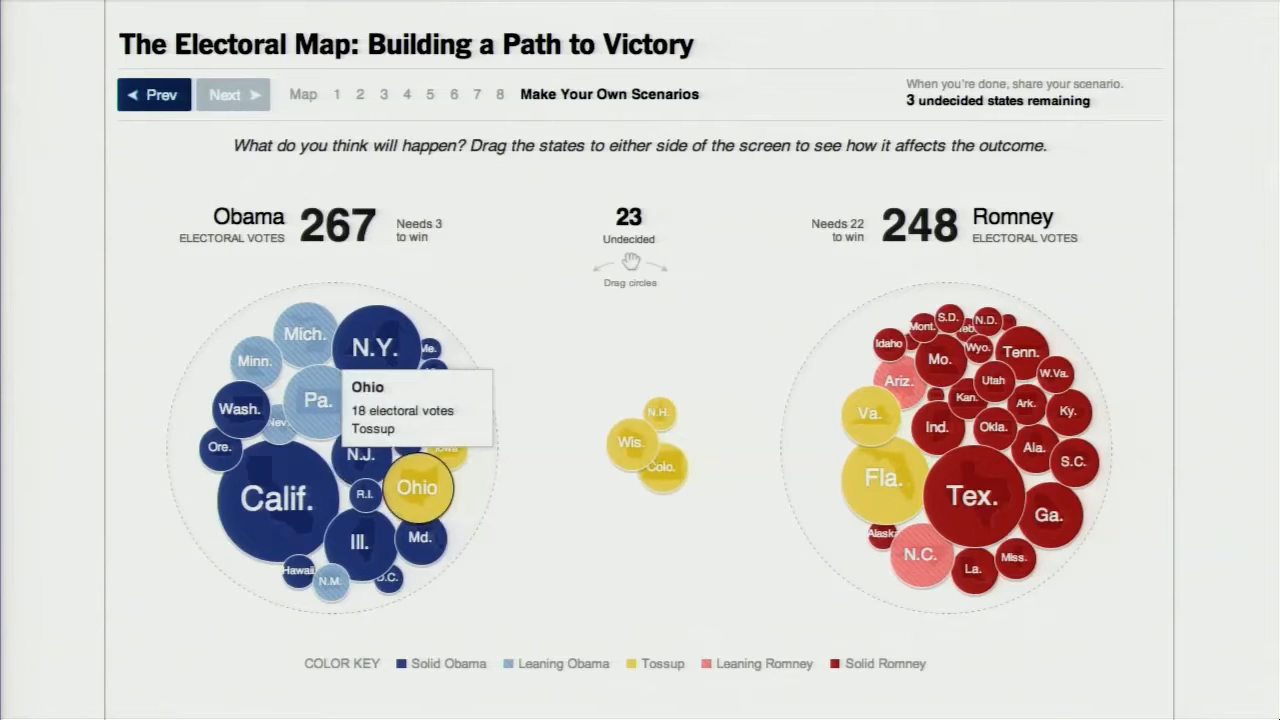 The Electoral Map: Building a Path to Victory
Prev Next Map 1 2 3 4 5 6 7 8 Make Your Own Scenarios
When you're done, share your scenario.
3 undecided states remaining
What do you think will happen? Drag the states to either side of the screen to see how it affects the outcome.
Obama
ELECTORAL VOTES
267
Needs 3
to win
23
Undecided
Drag circles
Needs 22
to win
248
Romney
ELECTORAL VOTES
Mich.
N.Y.
Me.
Minn.
Pa.
Wash.
Nev.
Ore.
N.J.
Iowa
Calif.
R.I.
Ohio
Ill.
Md.
Hawaii
N.M.
D.C.
Ohio
18 electoral votes
Tossup
N.H.
Wis.
Colo.
S.D.
N.D.
Mont.
Idaho
Mo.
Wyo.
Tenn.
Ariz.
Utah
W.Va.
Va.
Kan.
Ark.
Ky.
Ind.
Okla.
Ala.
S.C.
Fla.
Tex.
Ga.
Alaska
N.C.
La.
Miss.
COLOR KEY Solid Obama Leaning Obama Tossup Leaning Romney Solid Romney